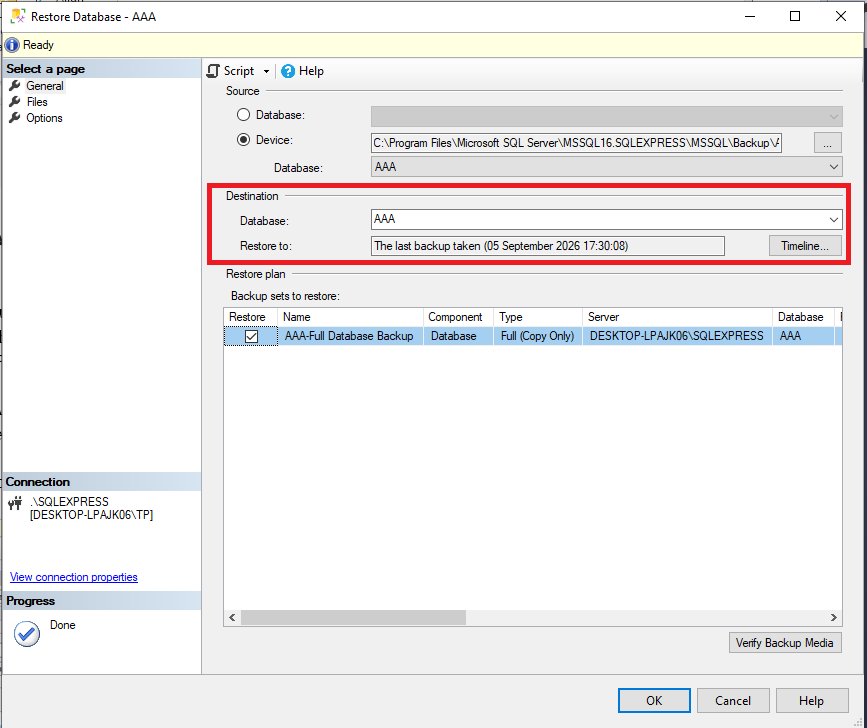 Restore Database - AAA
Ready
Select a page
General
Files
Options
Script
Help
Source
Database:
Device:
C:\Program Files\Microsoft SQL Server\MSSQL16.SQLEXPRESS\MSSQL\Backup\A
...
Database:
AAA
Destination
Database:
AAA
Restore to:
The last backup taken (05 September 2026 17:30:08)
Timeline...
Restore plan
Backup sets to restore:
Restore Name Component Type Server Database
AAA-Full Database Backup Database Full (Copy Only) DESKTOP-LPAJK06\SQLEXPRESS AAA
Connection
.\SQLEXPRESS
[DESKTOP-LPAJK06\TP]
View connection properties
Progress
Done
Verify Backup Media
OK
Cancel
Help